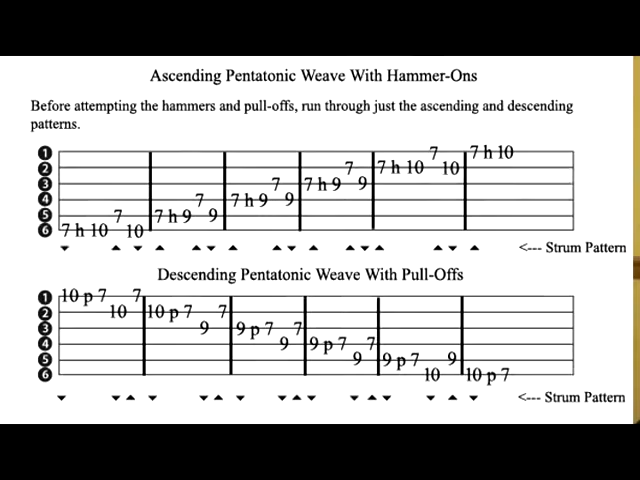 Ascending Pentatonic Weave With Hammer-Ons
Before attempting the hammers and pull-offs, run through just the ascending and descending
patterns.
1 7 7 h 10
2 7 7 h 10 10
3 7 7 h 9 9
4 7 7 h 9 9
5 7 7 h 9 9
6 7 h 10 10
<--- Strum Pattern
Descending Pentatonic Weave With Pull-Offs
1 10 p 7 7
2 10 10 p 7 7
3 9 9 p 7 7
4 9 9 p 7 7
5 9 9 p 7 9
6 10 10 p 7
<--- Strum Pattern